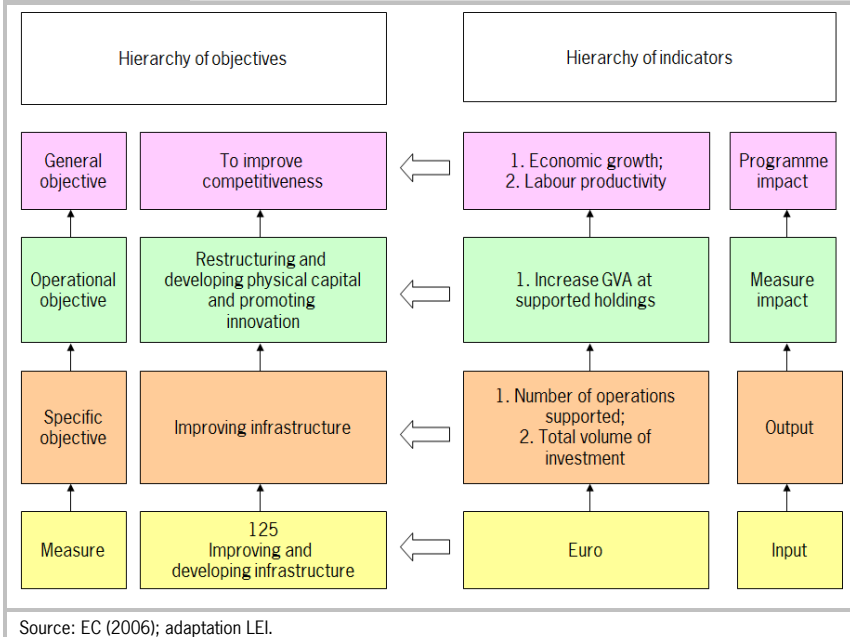 Hierarchy of objectives
Hierarchy of indicators
General
objective
To improve
competitiveness
1. Economic growth;
2. Labour productivity
Programme
impact
Operational
objective
Restructuring and
developing physical capital
and promoting
innovation
1. Increase GVA at
supported holdings
Measure
impact
Specific
objective
Improving infrastructure
1. Number of operations
supported;
2. Total volume of
investment
Output
Measure
125
Improving and
developing infrastructure
Euro
Input
Source: EC (2006); adaptation LEI.